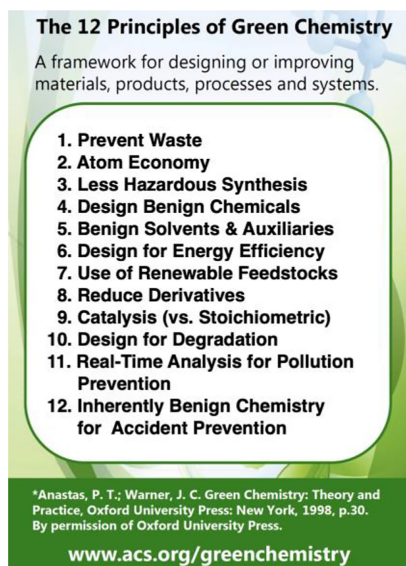 The 12 Principles of Green Chemistry
A framework for designing or improving
materials, products, processes and systems.
1. Prevent Waste
2. Atom Economy
3. Less Hazardous Synthesis
4. Design Benign Chemicals
5. Benign Solvents & Auxiliaries
6. Design for Energy Efficiency
7. Use of Renewable Feedstocks
8. Reduce Derivatives
9. Catalysis (vs. Stoichiometric)
10. Design for Degradation
11. Real-Time Analysis for Pollution
Prevention
12. Inherently Benign Chemistry
for Accident Prevention
*Anastas, P. T.; Warner, J. C. Green Chemistry: Theory and
Practice, Oxford University Press: New York, 1998, p.30.
By permission of Oxford University Press.
www.acs.org/greenchemistry